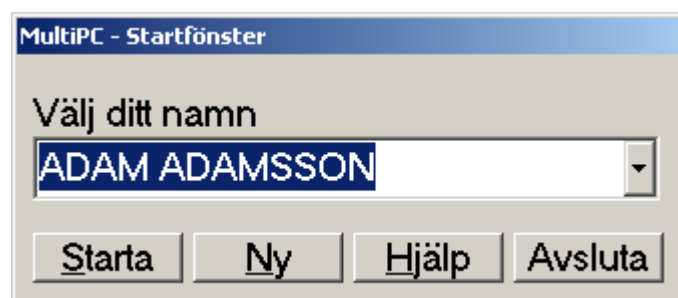 MultiPC - Startfönster
Välj ditt namn
ADAM ADAMSSON
Starta Ny Hjälp Avsluta